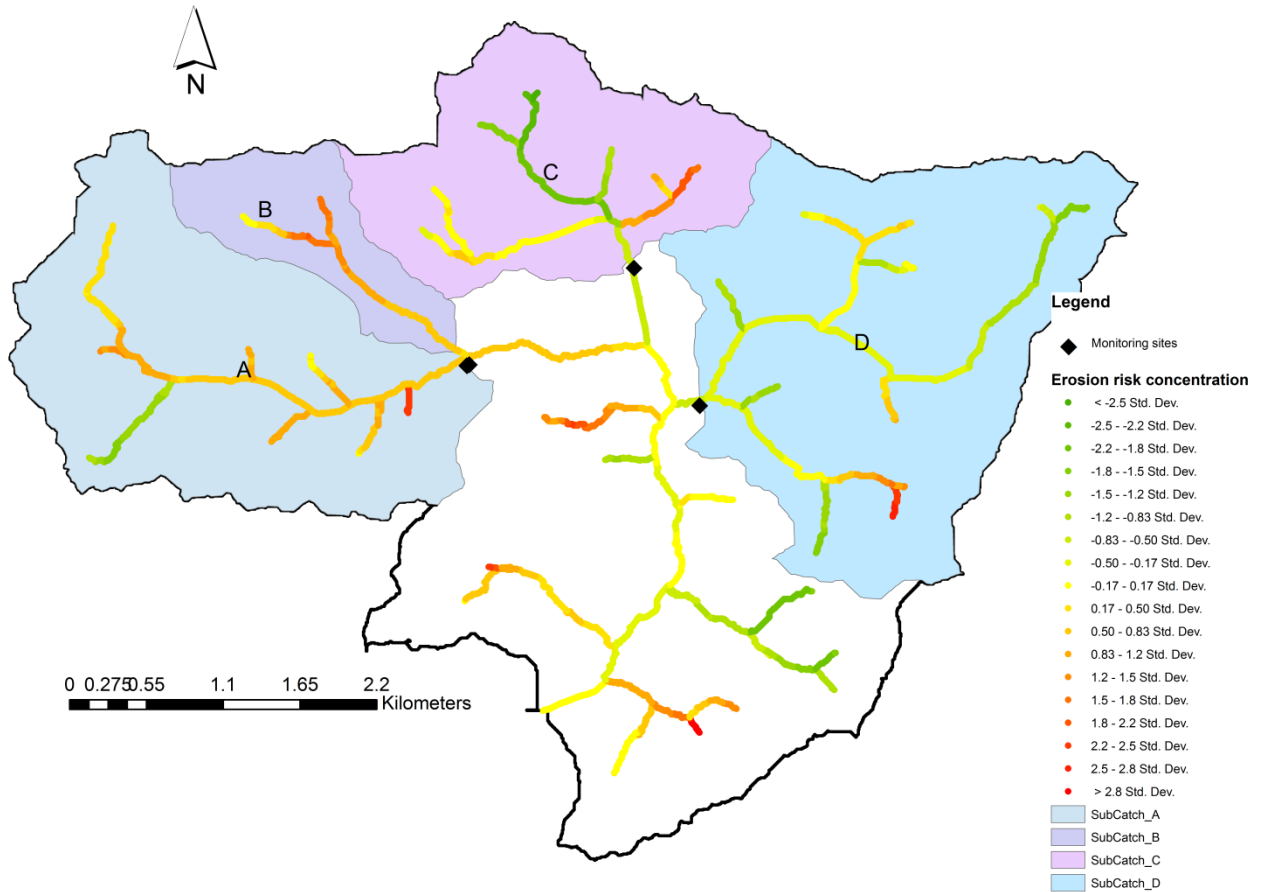 N
C
B
A
D
0 0.275 0.55 1.1 1.65 2.2
Kilometers
Legend
Monitoring sites
Erosion risk concentration
< -2.5 Std. Dev.
-2.5 - -2.2 Std. Dev.
-2.2 - -1.8 Std. Dev.
-1.8 - -1.5 Std. Dev.
-1.5 - -1.2 Std. Dev.
-1.2 - -0.83 Std. Dev.
-0.83 - -0.50 Std. Dev.
-0.50 - -0.17 Std. Dev.
-0.17 - 0.17 Std. Dev.
0.17 - 0.50 Std. Dev.
0.50 - 0.83 Std. Dev.
0.83 - 1.2 Std. Dev.
1.2 - 1.5 Std. Dev.
1.5 - 1.8 Std. Dev.
1.8 - 2.2 Std. Dev.
2.2 - 2.5 Std. Dev.
2.5 - 2.8 Std. Dev.
> 2.8 Std. Dev.
SubCatch_A
SubCatch_B
SubCatch_C
SubCatch_D